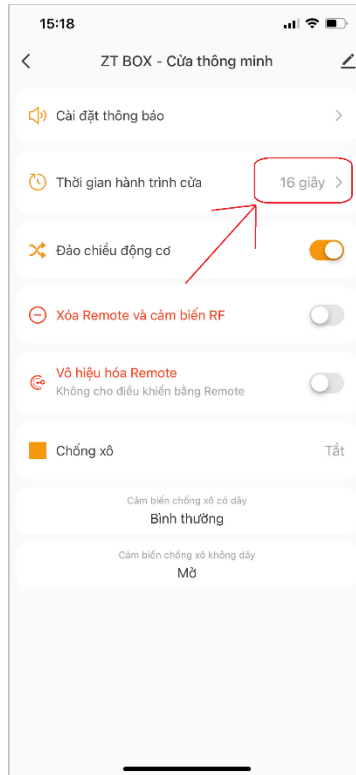 15:18
ZT BOX - Cửa thông minh
Cài đặt thông báo
Thời gian hành trình cửa
16 giây
Đảo chiều động cơ
Xóa Remote và cảm biến RF
Vô hiệu hóa Remote
Không cho điều khiển bằng Remote
Chống xô
Tắt
Cảm biến chống xô có dây
Bình thường
Cảm biến chống xô không dây
Mở